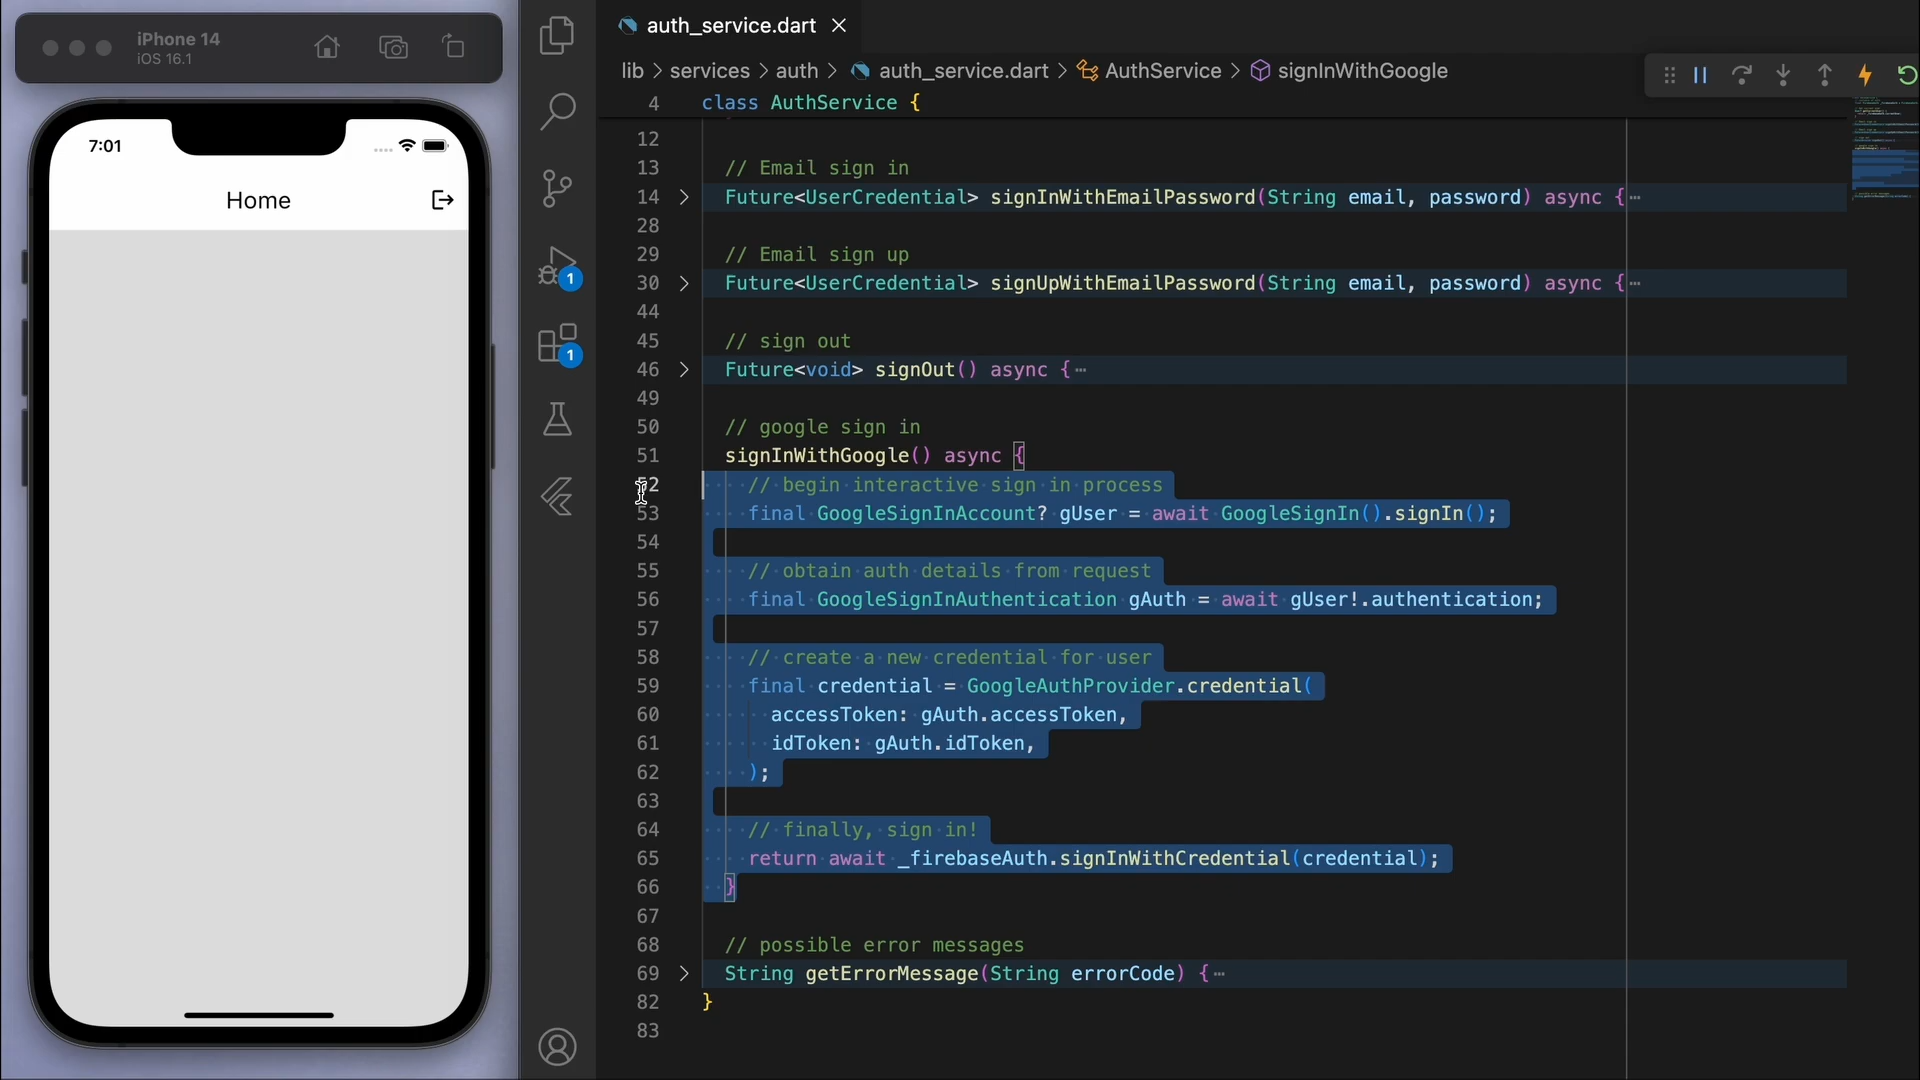 iPhone 14
iOS 16.1
7:01
Home
1
1
auth_service.dart
lib > services > auth > auth_service.dart > AuthService > signInWithGoogle
4 class AuthService {
12
13 // Email sign in
14 Future<UserCredential> signInWithEmailPassword(String email, password) async {⋯
28
29 // Email sign up
30 Future<UserCredential> signUpWithEmailPassword(String email, password) async {⋯
44
45 // sign out
46 Future<void> signOut() async {⋯
49
50 // google sign in
51 signInWithGoogle() async {
52 // begin interactive sign in process
53 final GoogleSignInAccount? gUser = await GoogleSignIn().signIn();
54
55 // obtain auth details from request
56 final GoogleSignInAuthentication gAuth = await gUser!.authentication;
57
58 // create a new credential for user
59 final credential = GoogleAuthProvider.credential(
60 accessToken: gAuth.accessToken,
61 idToken: gAuth.idToken,
62 );
63
64 // finally, sign in!
65 return await _firebaseAuth.signInWithCredential(credential);
66 }
67
68 // possible error messages
69 String getErrorMessage(String errorCode) {⋯
82 }
83